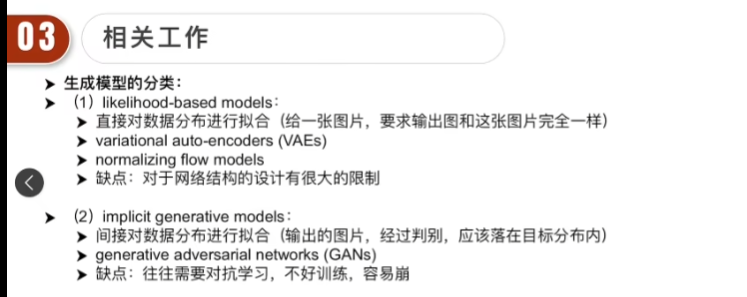 03 相关工作
➤ 生成模型的分类：
➤ （1）likelihood-based models：
➤ 直接对数据分布进行拟合（给一张图片，要求输出图和这张图片完全一样）
➤ variational auto-encoders (VAEs)
➤ normalizing flow models
➤ 缺点：对于网络结构的设计有很大的限制
➤ （2）implicit generative models：
➤ 间接对数据分布进行拟合（输出的图片，经过判别，应该落在目标分布内）
➤ generative adversarial networks (GANs)
➤ 缺点：往往需要对抗学习，不好训练，容易崩